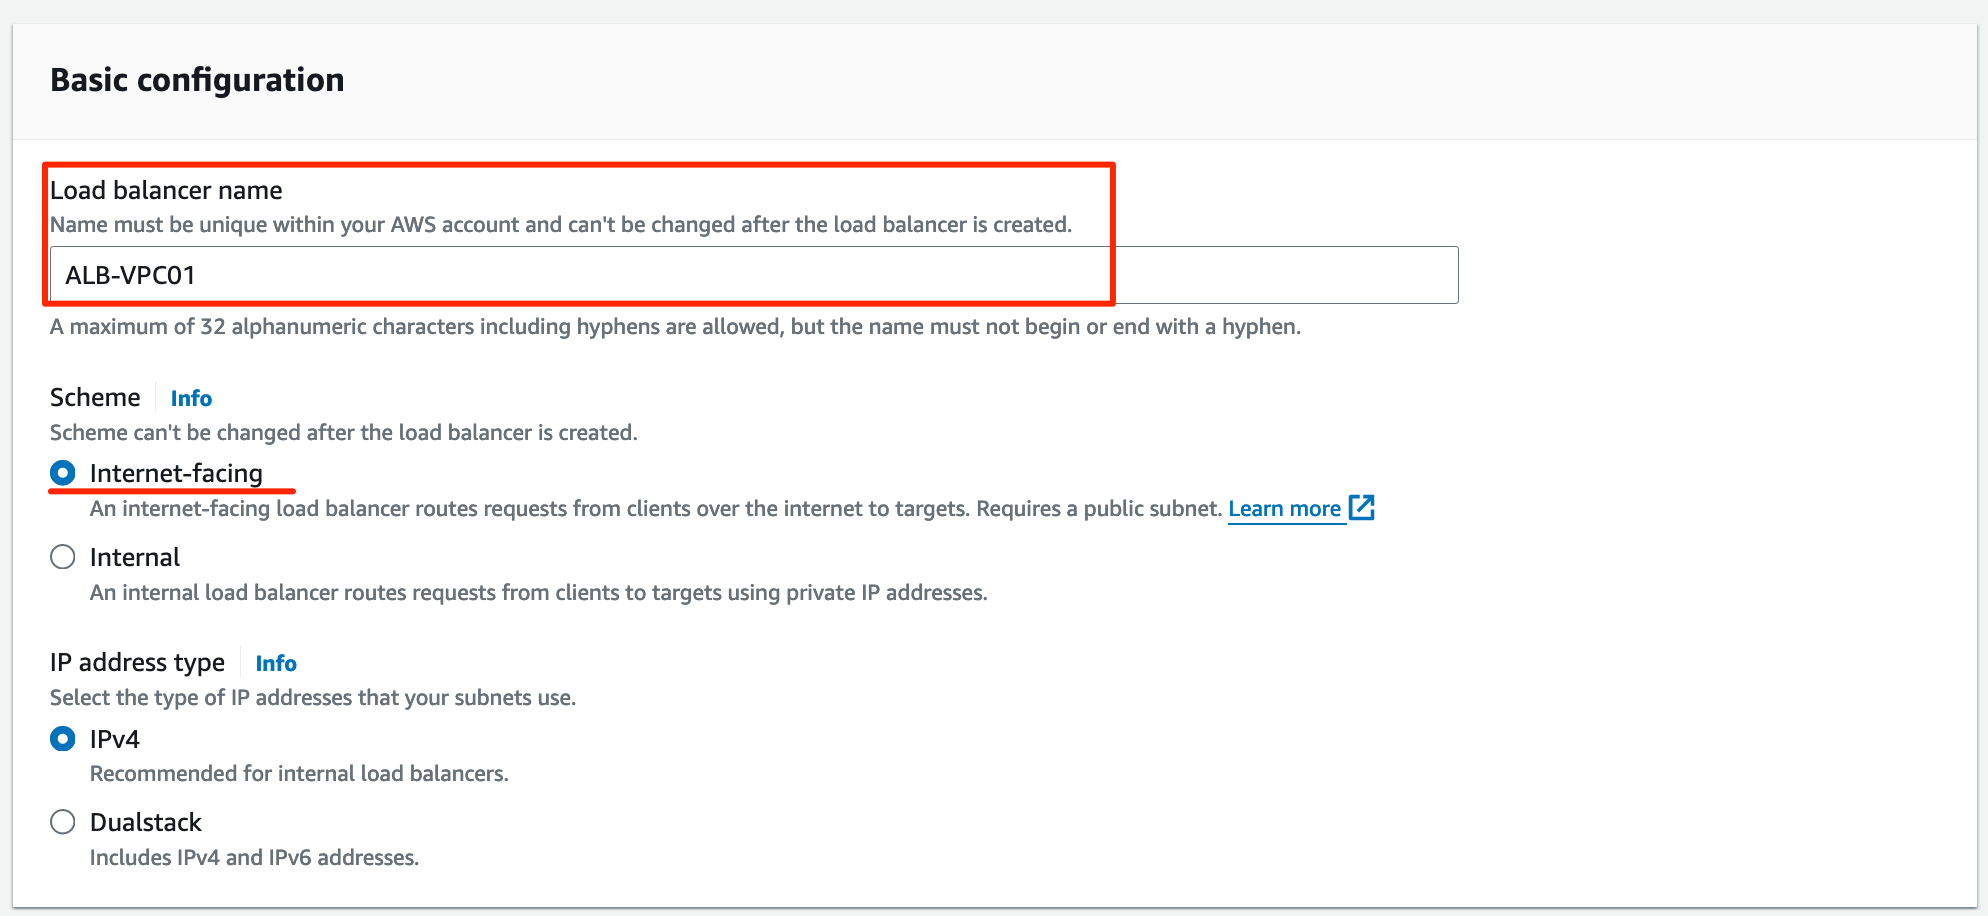 Basic configuration
Load balancer name
Name must be unique within your AWS account and can't be changed after the load balancer is created.
ALB-VPC01
A maximum of 32 alphanumeric characters including hyphens are allowed, but the name must not begin or end with a hyphen.
Scheme Info
Scheme can't be changed after the load balancer is created.
Internet-facing
An internet-facing load balancer routes requests from clients over the internet to targets. Requires a public subnet. Learn more
Internal
An internal load balancer routes requests from clients to targets using private IP addresses.
IP address type Info
Select the type of IP addresses that your subnets use.
IPv4
Recommended for internal load balancers.
Dualstack
Includes IPv4 and IPv6 addresses.